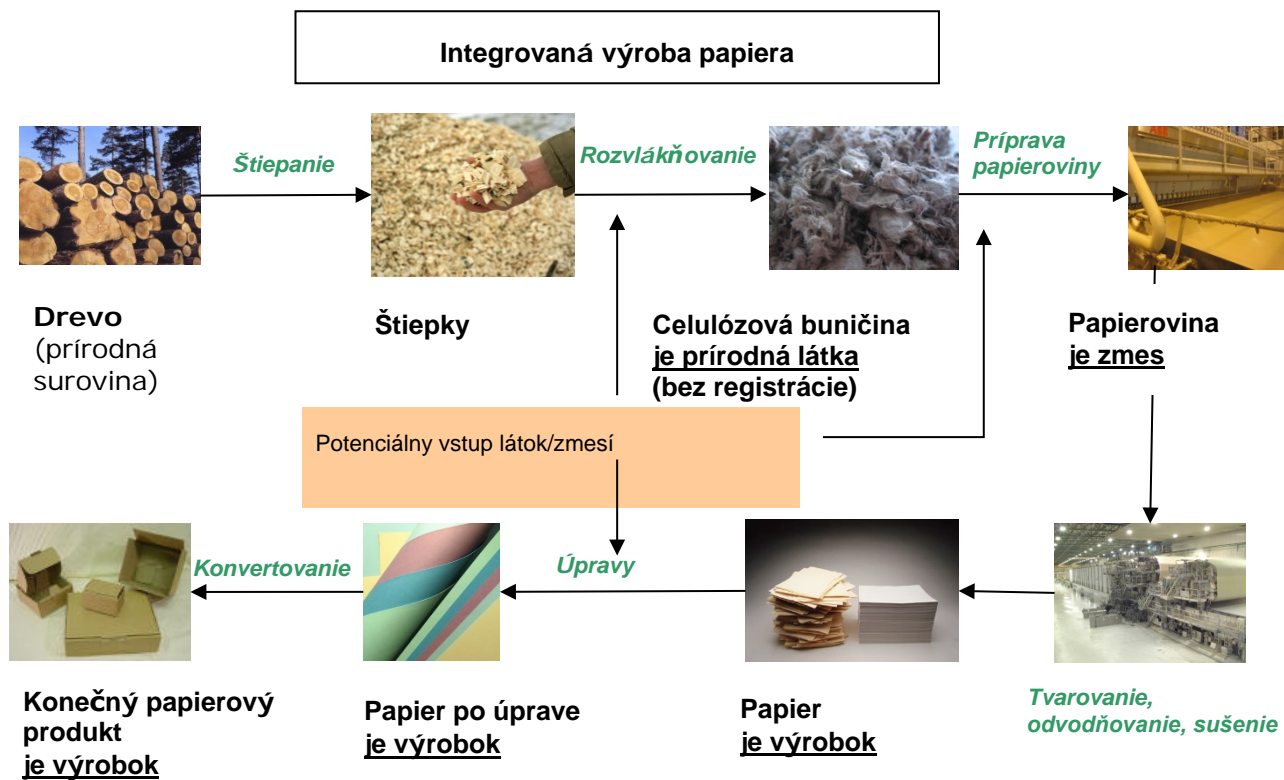 Integrovaná výroba papiera
Štiepanie
Rozvlákňovanie
Príprava
papieroviny
Drevo
(prírodná
surovina)
Štiepky
Celulózová buničina
je prírodná látka
(bez registrácie)
Papierovina
je zmes
Potenciálny vstup látok/zmesí
Konvertovanie
Úpravy
Konečný papierový
produkt
je výrobok
Papier po úprave
je výrobok
Papier
je výrobok
Tvarovanie,
odvodňovanie, sušenie